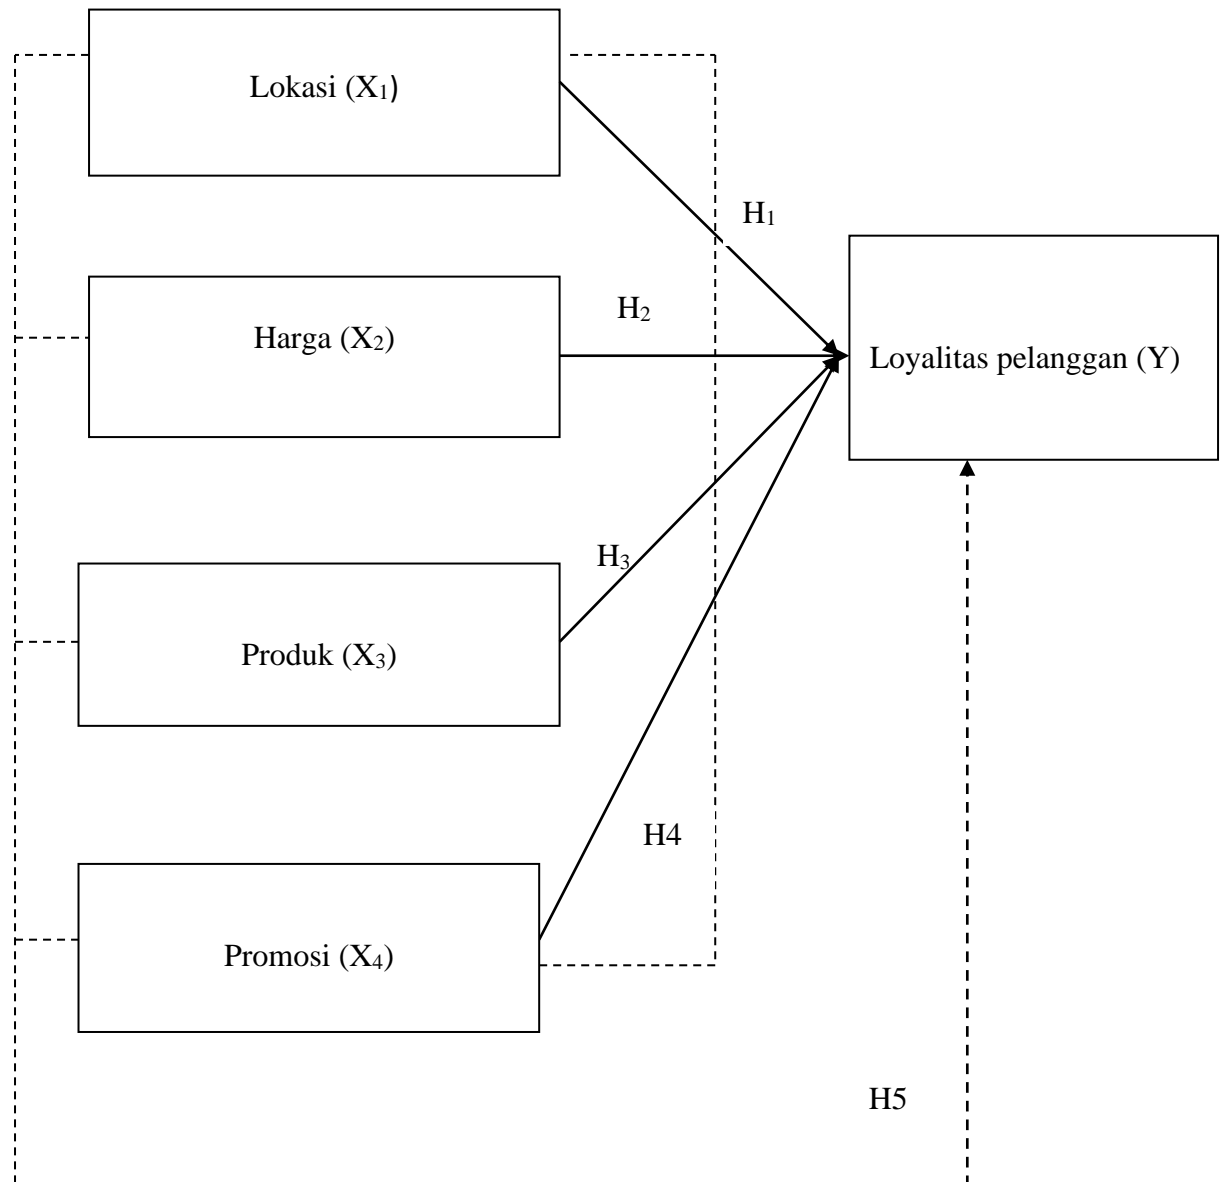 Lokasi (X₁)
H₁
H₂
Harga (X₂)
Loyalitas pelanggan (Y)
H₃
Produk (X₃)
H4
Promosi (X₄)
H5